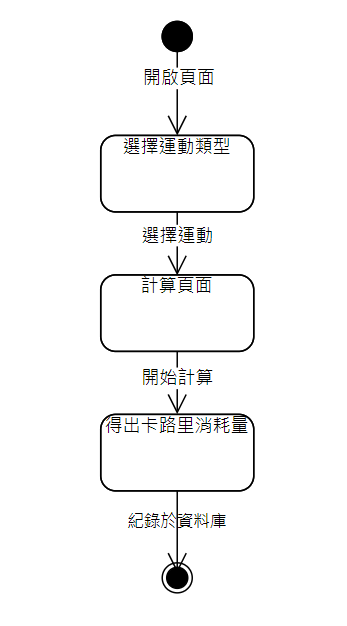 開啟頁面
選擇運動類型
選擇運動
計算頁面
開始計算
得出卡路里消耗量
紀錄於資料庫